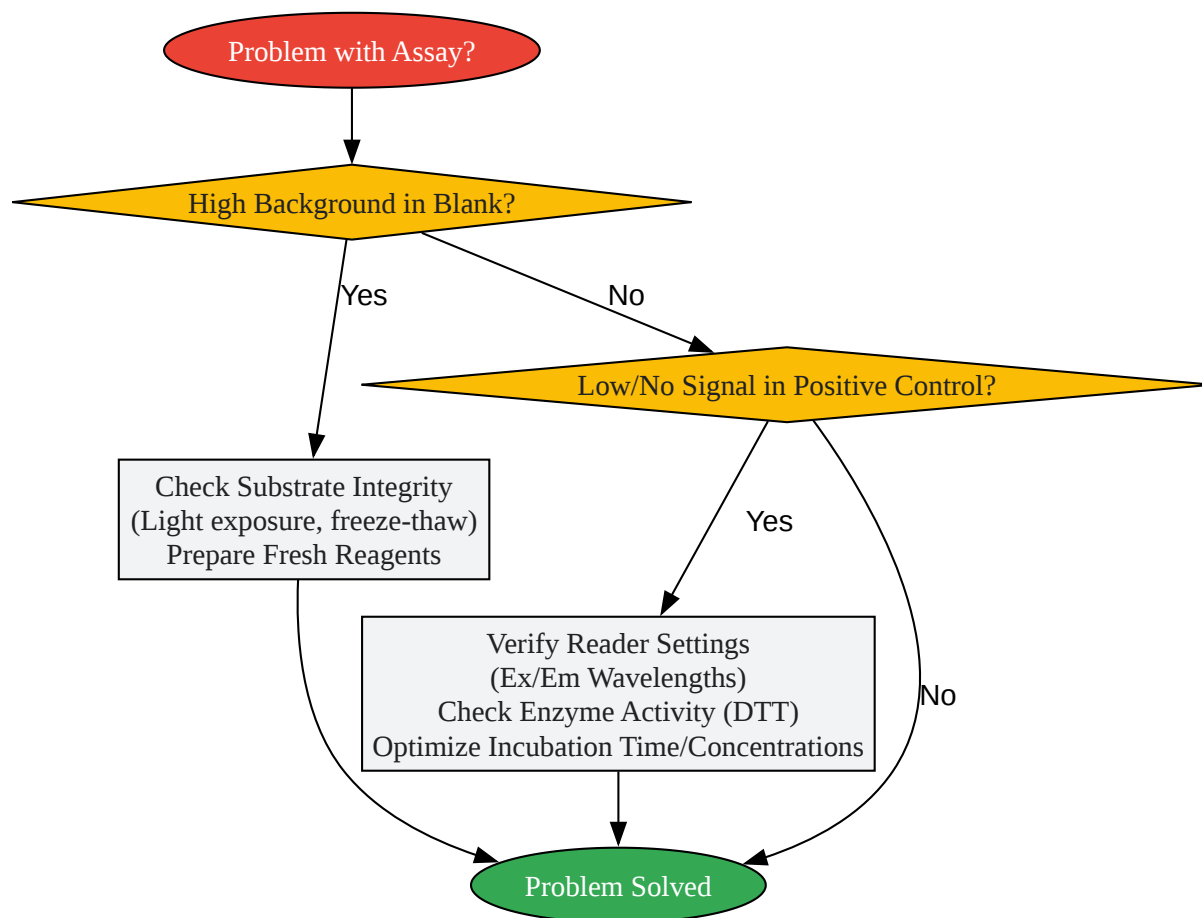 Problem with Assay?
High Background in Blank?
Yes
No
Low/No Signal in Positive Control?
Check Substrate Integrity
(Light exposure, freeze-thaw)
Prepare Fresh Reagents
Yes
Verify Reader Settings
(Ex/Em Wavelengths)
Check Enzyme Activity (DTT)
Optimize Incubation Time/Concentrations
No
Problem Solved